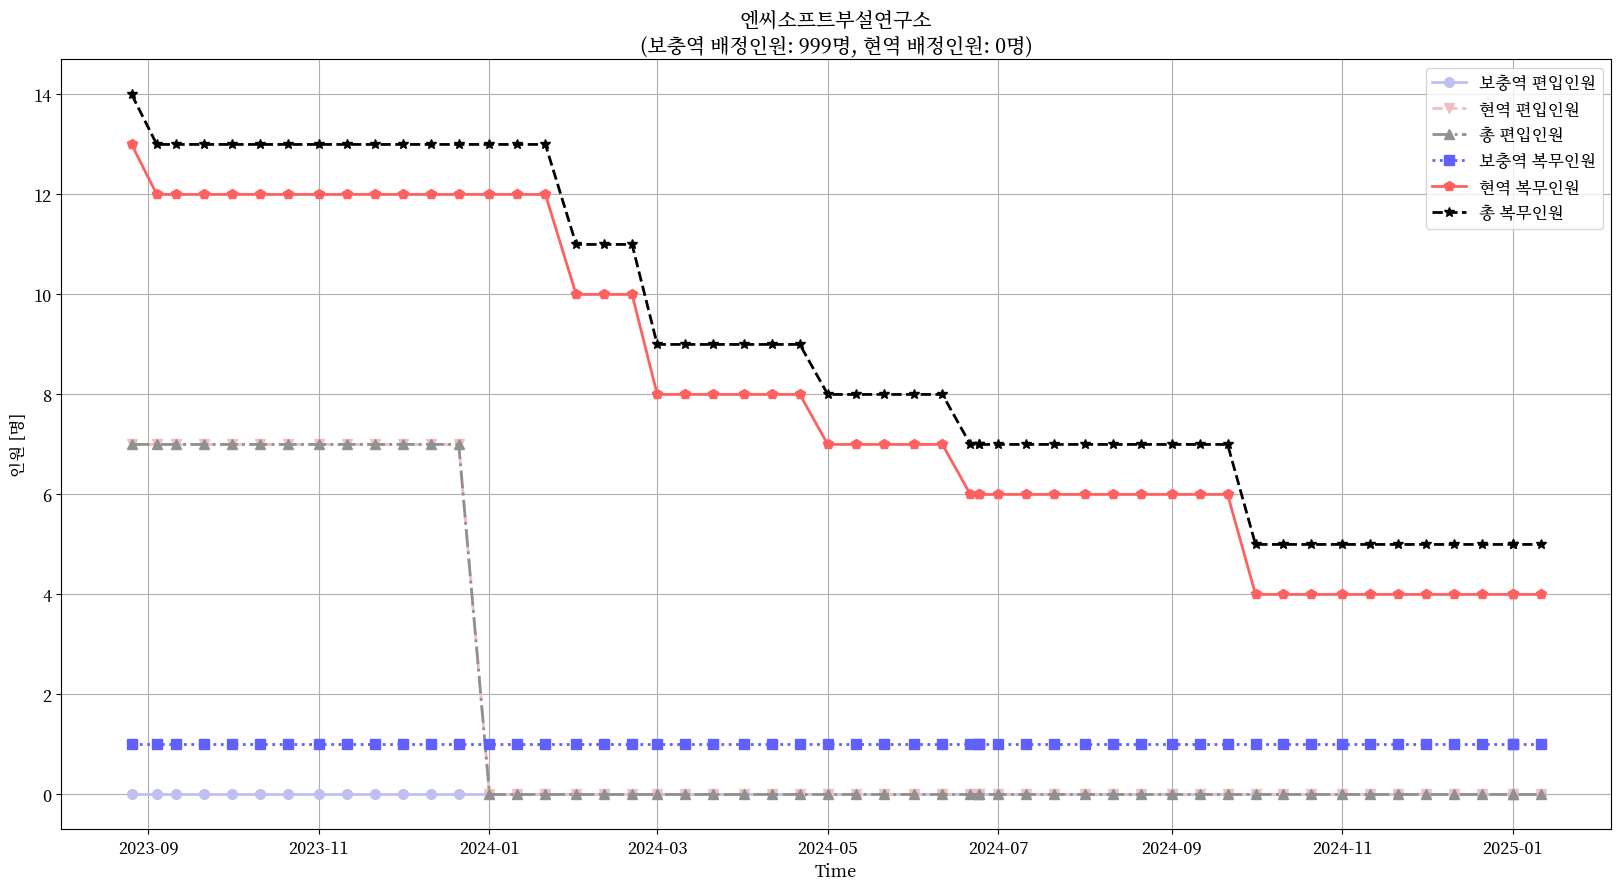 엔씨소프트부설연구소
(보충역 배정인원: 999명, 현역 배정인원: 0명)
보충역 편입인원
현역 편입인원
총 편입인원
보충역 복무인원
현역 복무인원
총 복무인원
인원 [명]
14
12
10
8
6
4
2
0
2023-09
2023-11
2024-01
2024-03
2024-05
2024-07
2024-09
2024-11
2025-01
Time